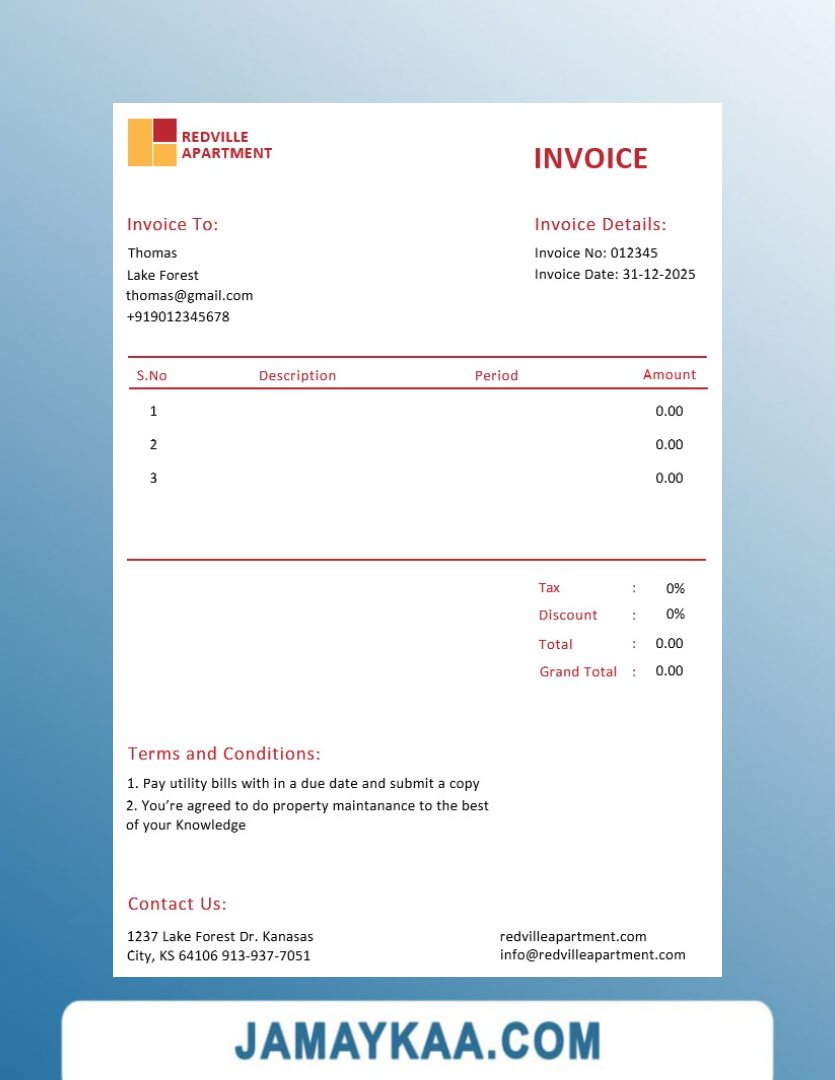 REDVILLE
APARTMENT
INVOICE
Invoice To:
Thomas
Lake Forest
thomas@gmail.com
+919012345678
Invoice Details:
Invoice No: 012345
Invoice Date: 31-12-2025
S.No Description Period Amount
1 0.00
2 0.00
3 0.00
Tax : 0%
Discount : 0%
Total : 0.00
Grand Total : 0.00
Terms and Conditions:
1. Pay utility bills with in a due date and submit a copy
2. You’re agreed to do property maintanance to the best
of your Knowledge
Contact Us:
1237 Lake Forest Dr. Kanasas
City, KS 64106 913-937-7051
redvilleapartment.com
info@redvilleapartment.com
JAMAYKAA.COM